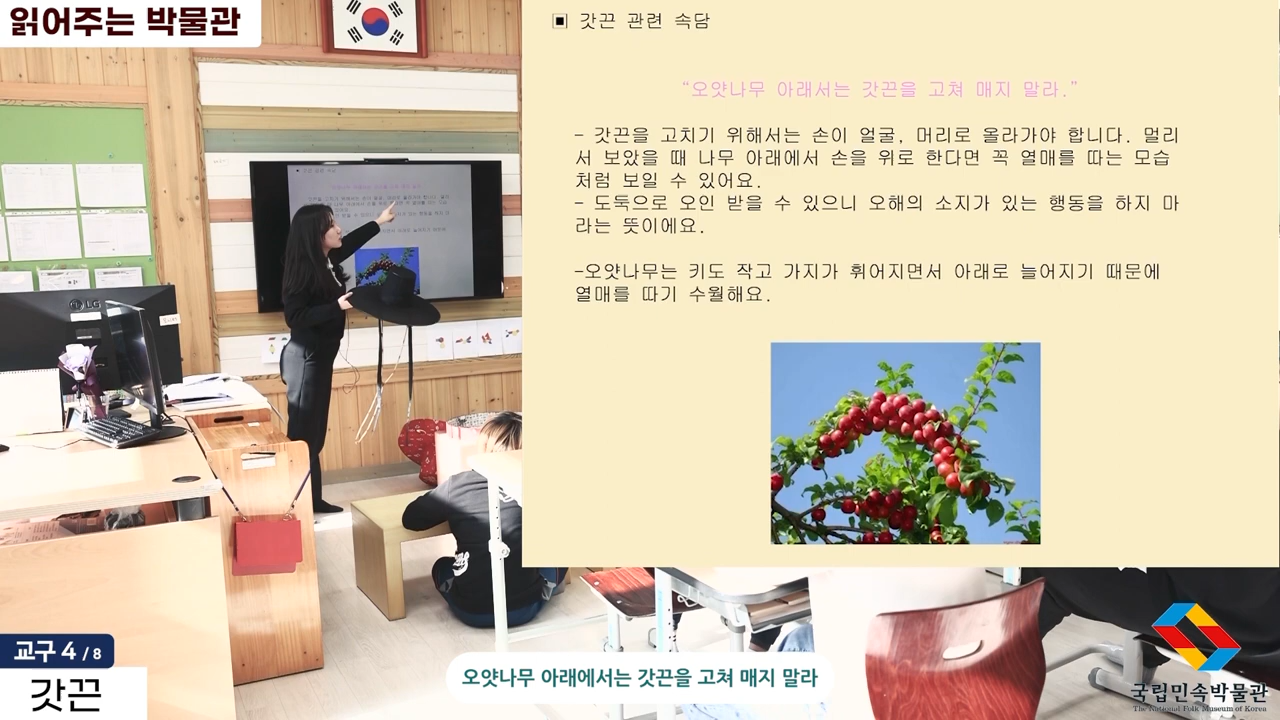 읽어주는 박물관
▣ 갓끈 관련 속담
“오얏나무 아래서는 갓끈을 고쳐 매지 말라.”
- 갓끈을 고치기 위해서는 손이 얼굴, 머리로 올라가야 합니다. 멀리
서 보았을 때 나무 아래에서 손을 위로 한다면 꼭 열매를 따는 모습
처럼 보일 수 있어요.
- 도둑으로 오인 받을 수 있으니 오해의 소지가 있는 행동을 하지 마
라는 뜻이에요.
-오얏나무는 키도 작고 가지가 휘어지면서 아래로 늘어지기 때문에
열매를 따기 수월해요.
LG
교구 4 / 8
갓끈
오얏나무 아래에서는 갓끈을 고쳐 매지 말라
국립민속박물관
The National Folk Museum of Korea